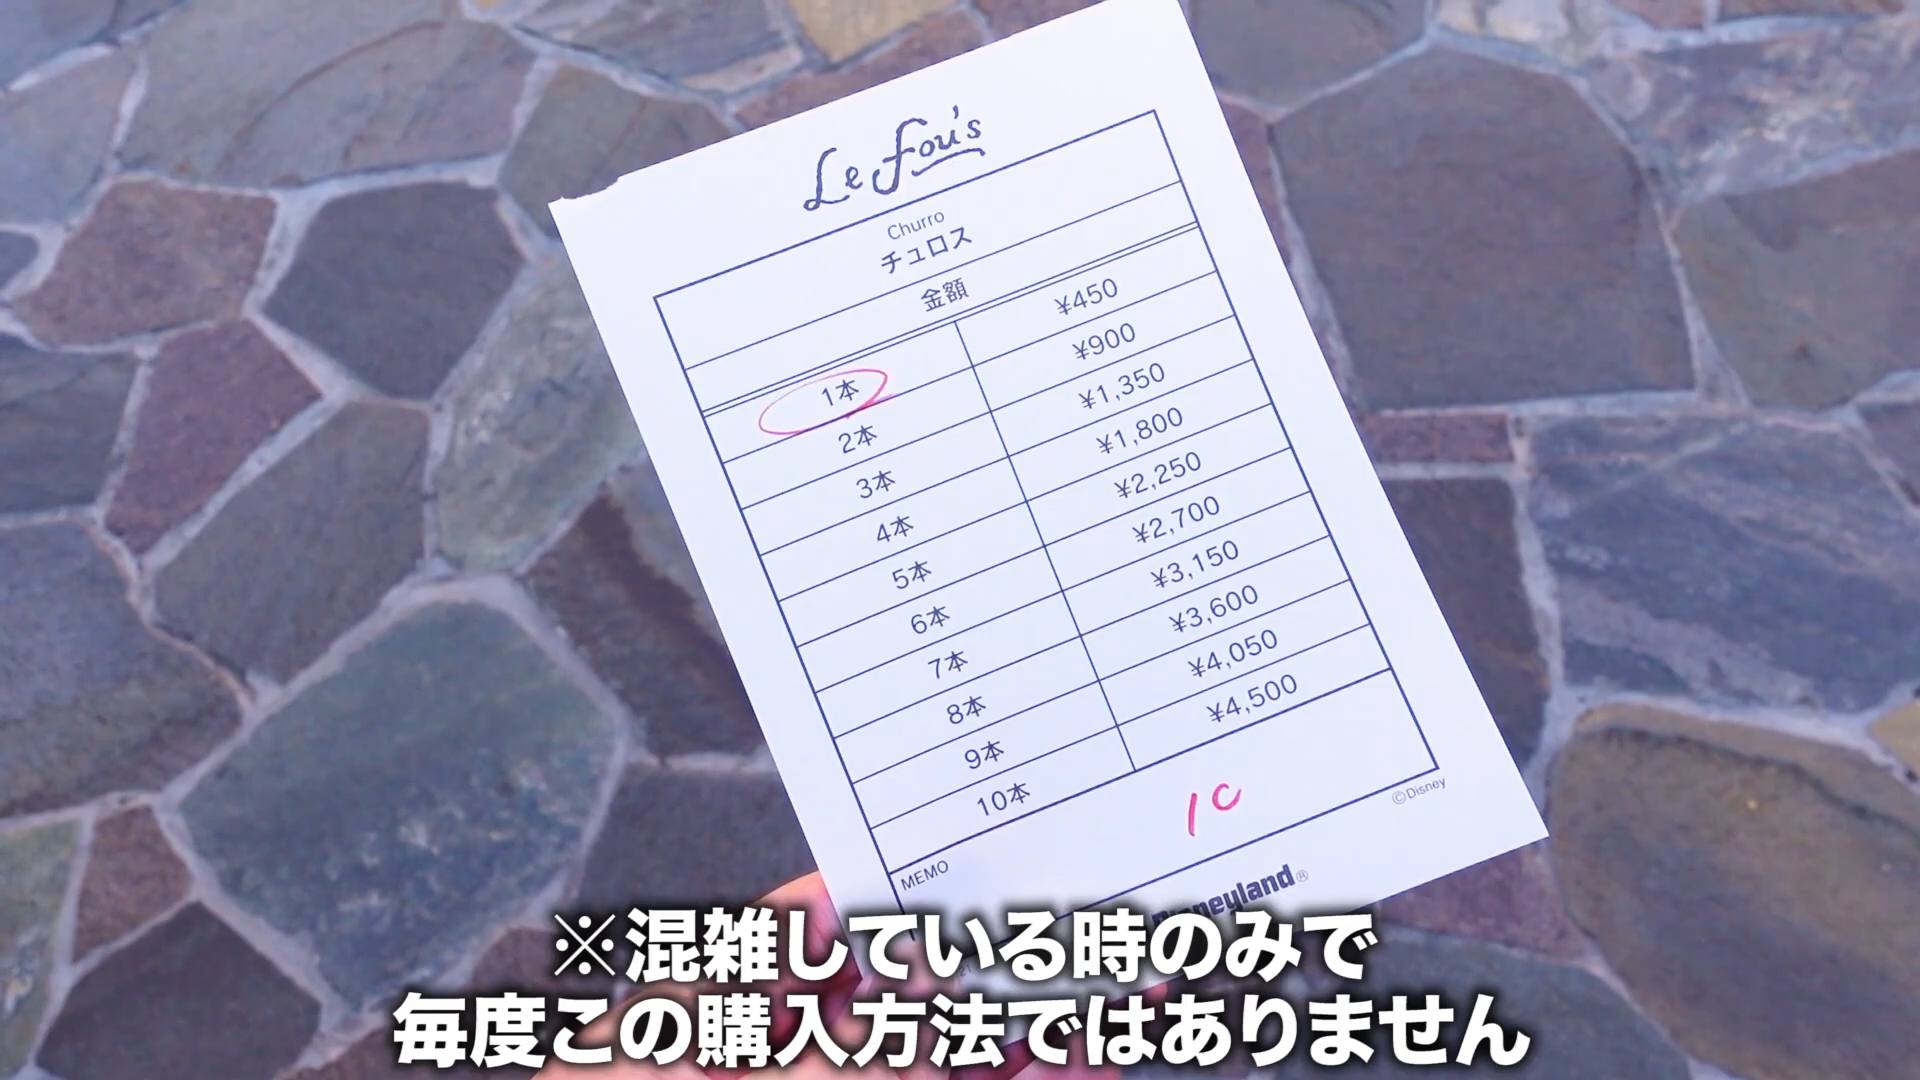 Le Fou's
Churro
チュロス
金額
1本 ¥450
2本 ¥900
3本 ¥1,350
4本 ¥1,800
5本 ¥2,250
6本 ¥2,700
7本 ¥3,150
8本 ¥3,600
9本 ¥4,050
10本 ¥4,500
MEMO
1C
©Disney
※混雑している時のみで
毎度この購入方法ではありません